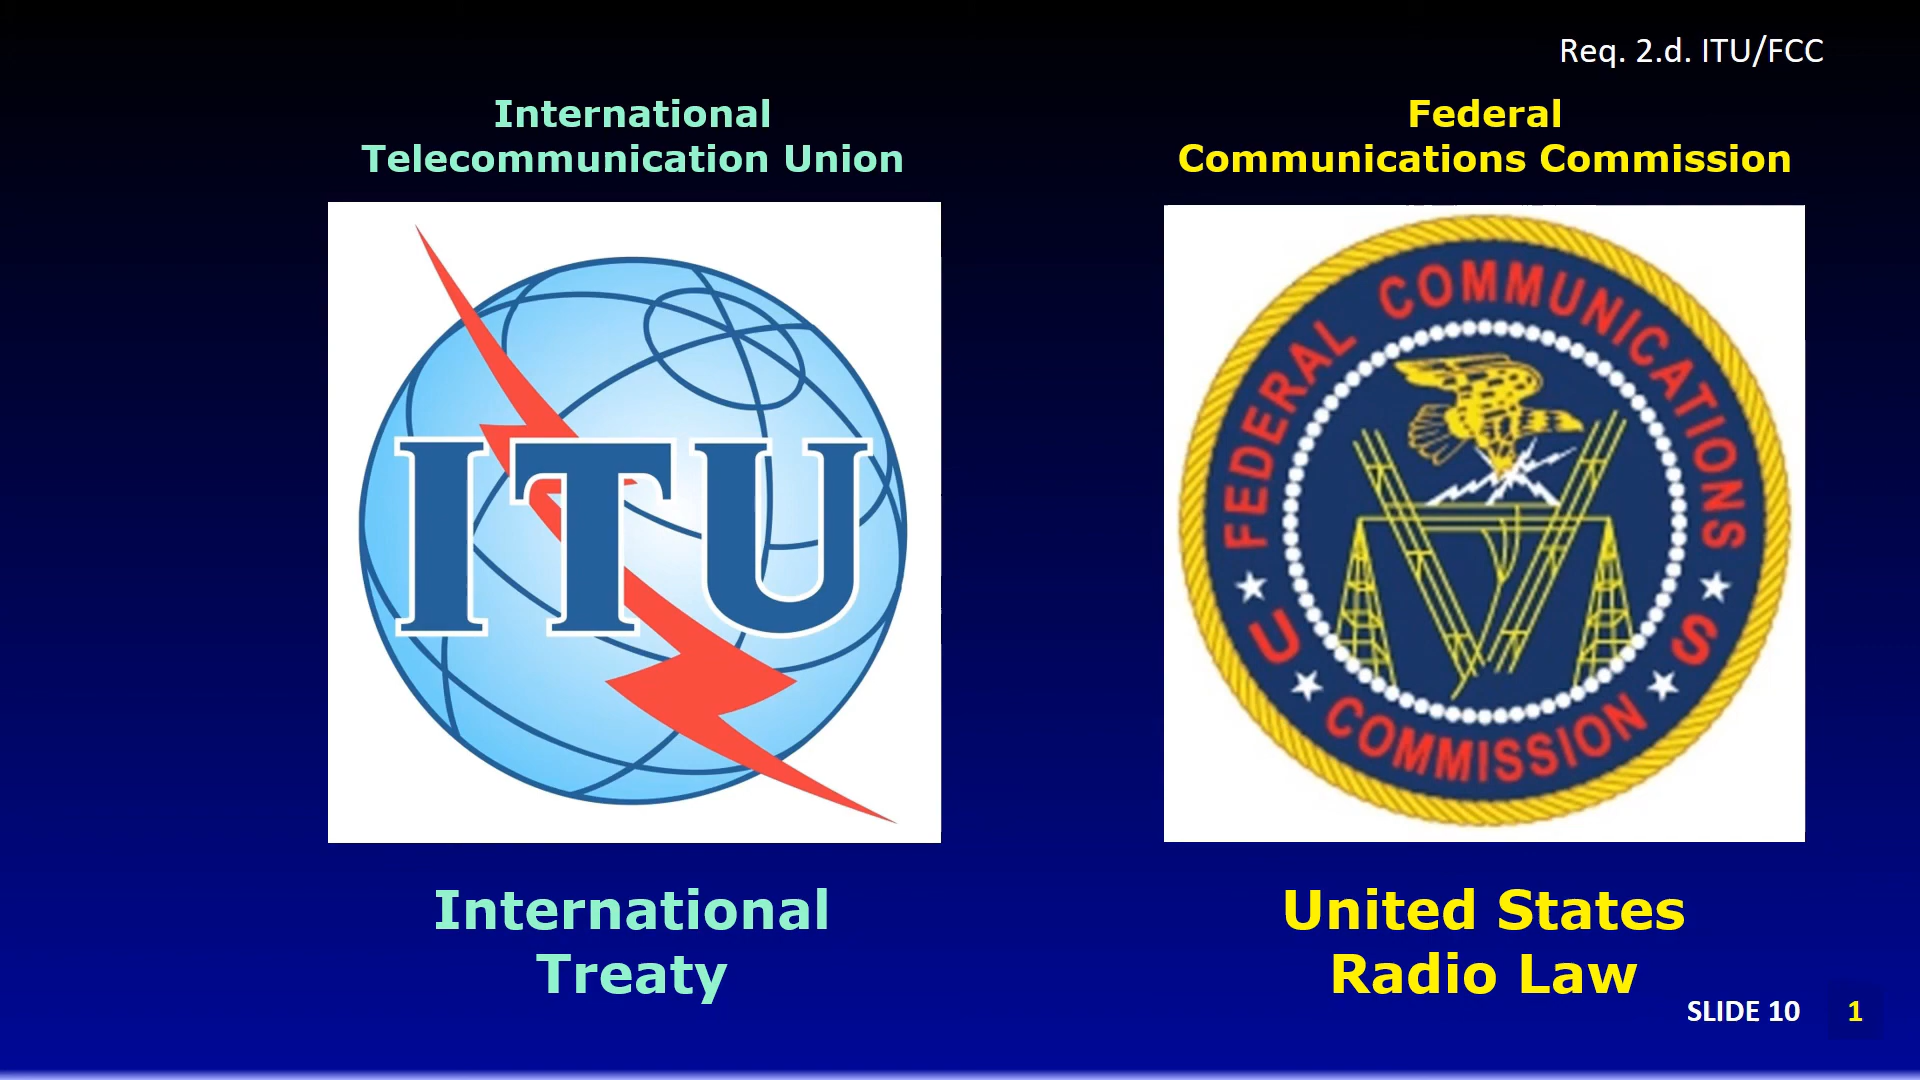 Req. 2.d. ITU/FCC
International
Telecommunication Union
Federal
Communications Commission
ITU
FEDERAL COMMUNICATIONS
U S
COMMISSION
International
Treaty
United States
Radio Law
SLIDE 10
1